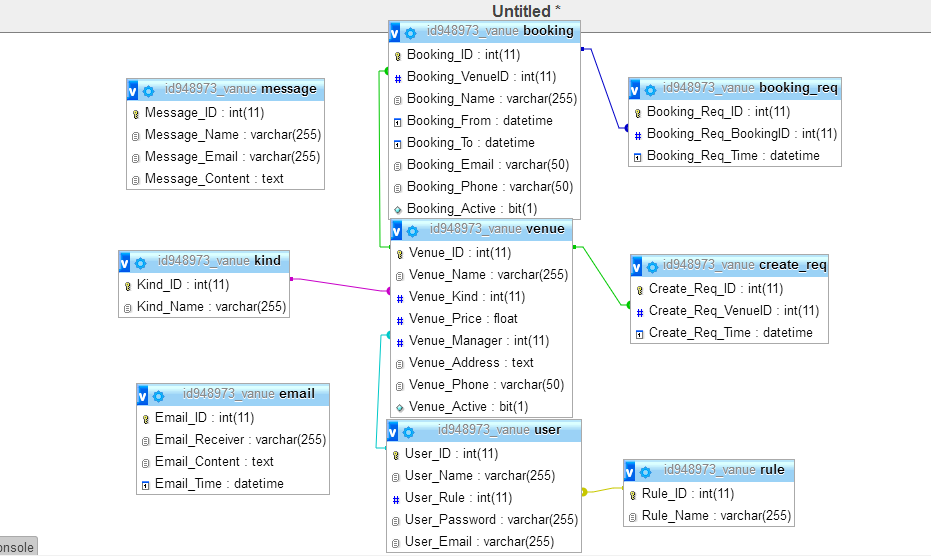 Untitled *
id948973_vanue booking
Booking_ID : int(11)
Booking_VenueID : int(11)
Booking_Name : varchar(255)
Booking_From : datetime
Booking_To : datetime
Booking_Email : varchar(50)
Booking_Phone : varchar(50)
Booking_Active : bit(1)
id948973_vanue message
Message_ID : int(11)
Message_Name : varchar(255)
Message_Email : varchar(255)
Message_Content : text
id948973_vanue booking_req
Booking_Req_ID : int(11)
Booking_Req_BookingID : int(11)
Booking_Req_Time : datetime
id948973_vanue venue
Venue_ID : int(11)
Venue_Name : varchar(255)
Venue_Kind : int(11)
Venue_Price : float
Venue_Manager : int(11)
Venue_Address : text
Venue_Phone : varchar(50)
Venue_Active : bit(1)
id948973_vanue kind
Kind_ID : int(11)
Kind_Name : varchar(255)
id948973_vanue create_req
Create_Req_ID : int(11)
Create_Req_VenueID : int(11)
Create_Req_Time : datetime
id948973_vanue email
Email_ID : int(11)
Email_Receiver : varchar(255)
Email_Content : text
Email_Time : datetime
id948973_vanue user
User_ID : int(11)
User_Name : varchar(255)
User_Rule : int(11)
User_Password : varchar(255)
User_Email : varchar(255)
id948973_vanue rule
Rule_ID : int(11)
Rule_Name : varchar(255)
onsole